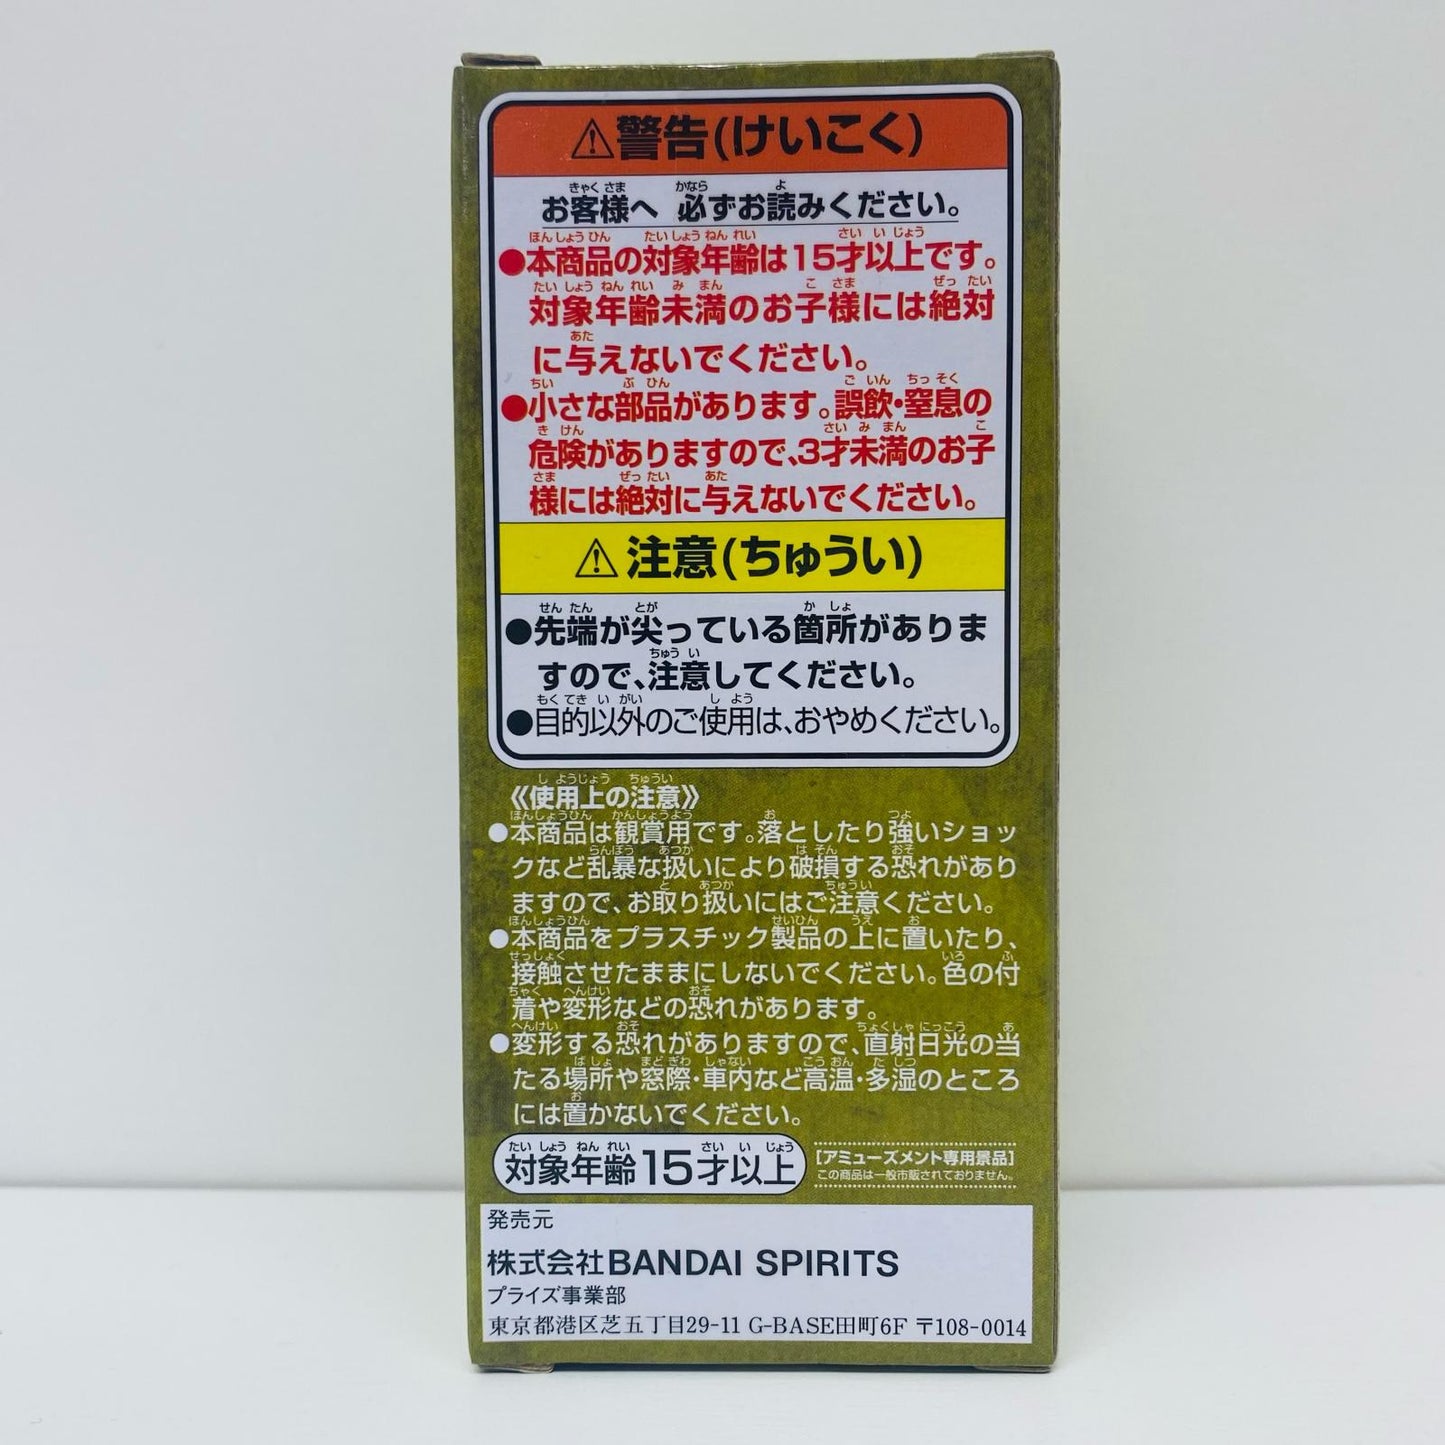 ⚠警告(けいこく)
お客様へ 必ずお読みください。
●本商品の対象年齢は15才以上です。
対象年齢未満のお子様には絶対
に与えないでください。
●小さな部品があります。誤飲・窒息の
危険がありますので、3才未満のお子
様には絶対に与えないでください。
⚠注意(ちゅうい)
●先端が尖っている箇所がありま
すので、注意してください。
●目的以外のご使用は、おやめください。
《使用上の注意》
●本商品は観賞用です。落としたり強いショッ
クなど乱暴な扱いにより破損する恐れがあり
ますので、お取り扱いにはご注意ください。
●本商品をプラスチック製品の上に置いたり、
接触させたままにしないでください。色の付
着や変形などの恐れがあります。
●変形する恐れがありますので、直射日光の当
たる場所や窓際・車内など高温・多湿のところ
には置かないでください。
対象年齢15才以上
[アミューズメント専用景品]
この商品は一般市販されておりません。
発売元
株式会社BANDAI SPIRITS
プライズ事業部
東京都港区芝五丁目29-11 G-BASE田町6F 〒108-0014